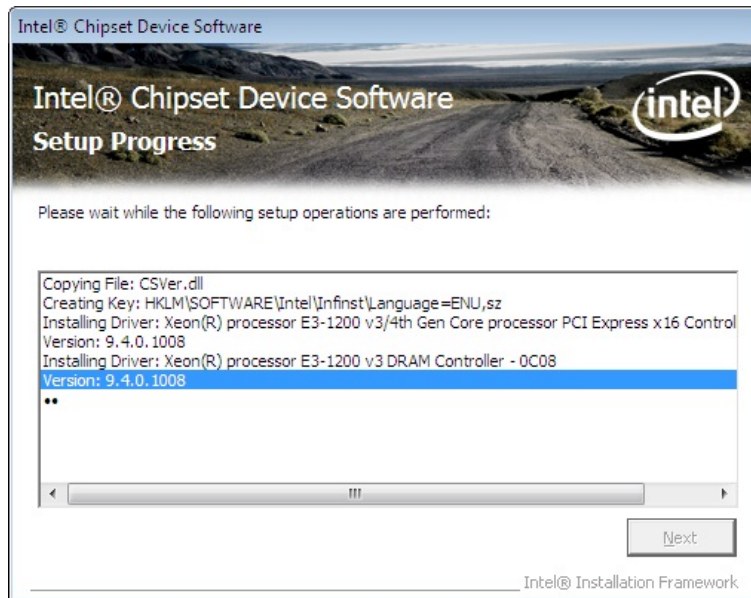 Intel® Chipset Device Software
Intel® Chipset Device Software
intel
Setup Progress
Please wait while the following setup operations are performed:
Copying File: CSVer.dll
Creating Key: HKLM\SOFTWARE\Intel\Infinst\Language=ENU,sz
Installing Driver: Xeon(R) processor E3-1200 v3/4th Gen Core processor PCI Express x16 Control
Version: 9.4.0.1008
Installing Driver: Xeon(R) processor E3-1200 v3 DRAM Controller - 0C08
Version: 9.4.0.1008
••
Next
Intel® Installation Framework